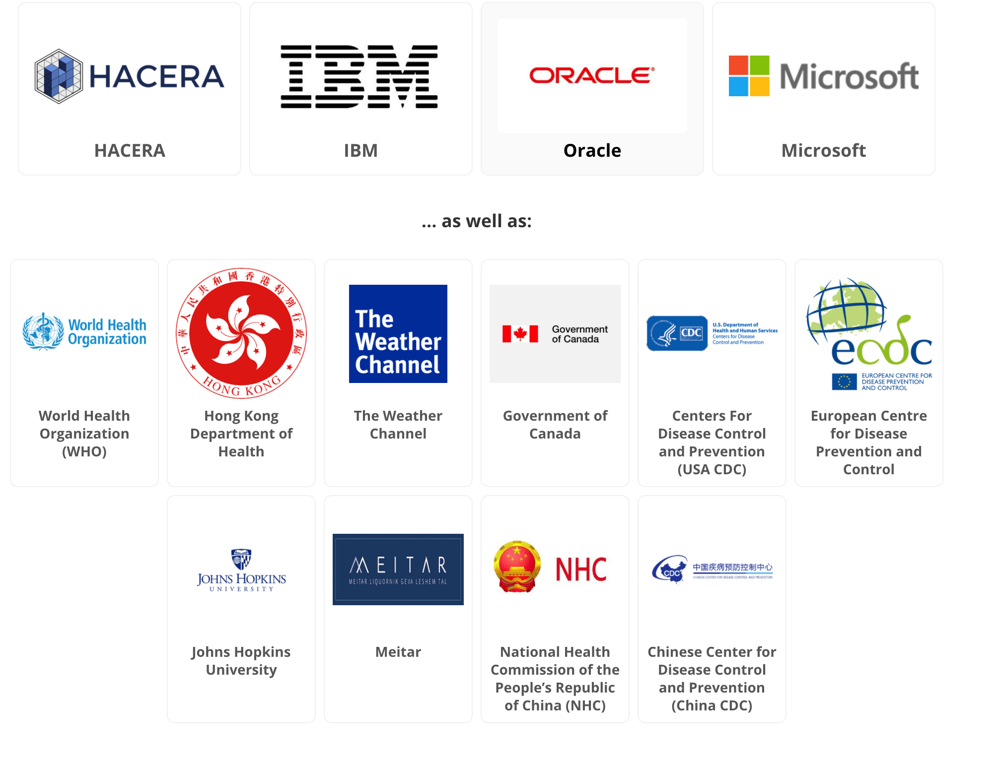 HACERA
IBM
ORACLE®
Microsoft
HACERA
IBM
Oracle
Microsoft
... as well as:
World Health
Organization
中華人民共和國香港特別行政區
HONG KONG
The
Weather
Channel
Government
of Canada
CDC
U.S. Department of
Health and Human Services
Centers for Disease
Control and Prevention
ecdc
EUROPEAN CENTRE FOR
DISEASE PREVENTION
AND CONTROL
World Health
Organization
(WHO)
Hong Kong
Department of
Health
The Weather
Channel
Government of
Canada
Centers For
Disease Control
and Prevention
(USA CDC)
European Centre
for Disease
Prevention and
Control
JOHNS HOPKINS
UNIVERSITY
MEITAR
MEITAR LIQUORNIK GEVA LESHEM TAL
NHC
CDC
中国疾病预防控制中心
CHINESE CENTER FOR DISEASE CONTROL AND PREVENTION
Johns Hopkins
University
Meitar
National Health
Commission of the
People’s Republic
of China (NHC)
Chinese Center for
Disease Control
and Prevention
(China CDC)